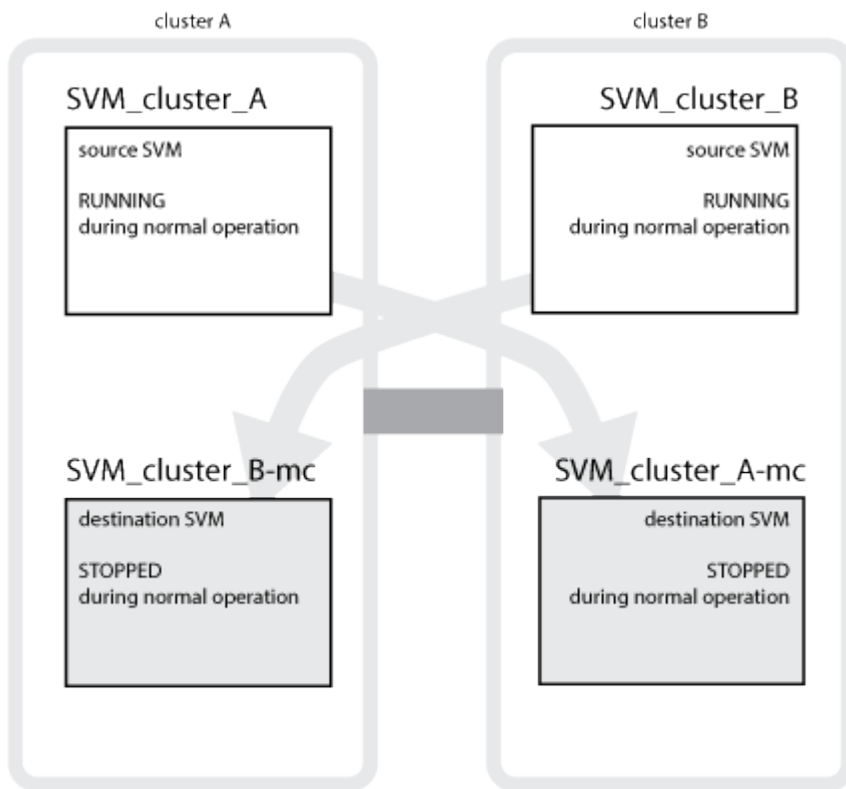 cluster A
cluster B
SVM_cluster_A
source SVM
RUNNING
during normal operation
SVM_cluster_B
source SVM
RUNNING
during normal operation
SVM_cluster_B-mc
destination SVM
STOPPED
during normal operation
SVM_cluster_A-mc
destination SVM
STOPPED
during normal operation